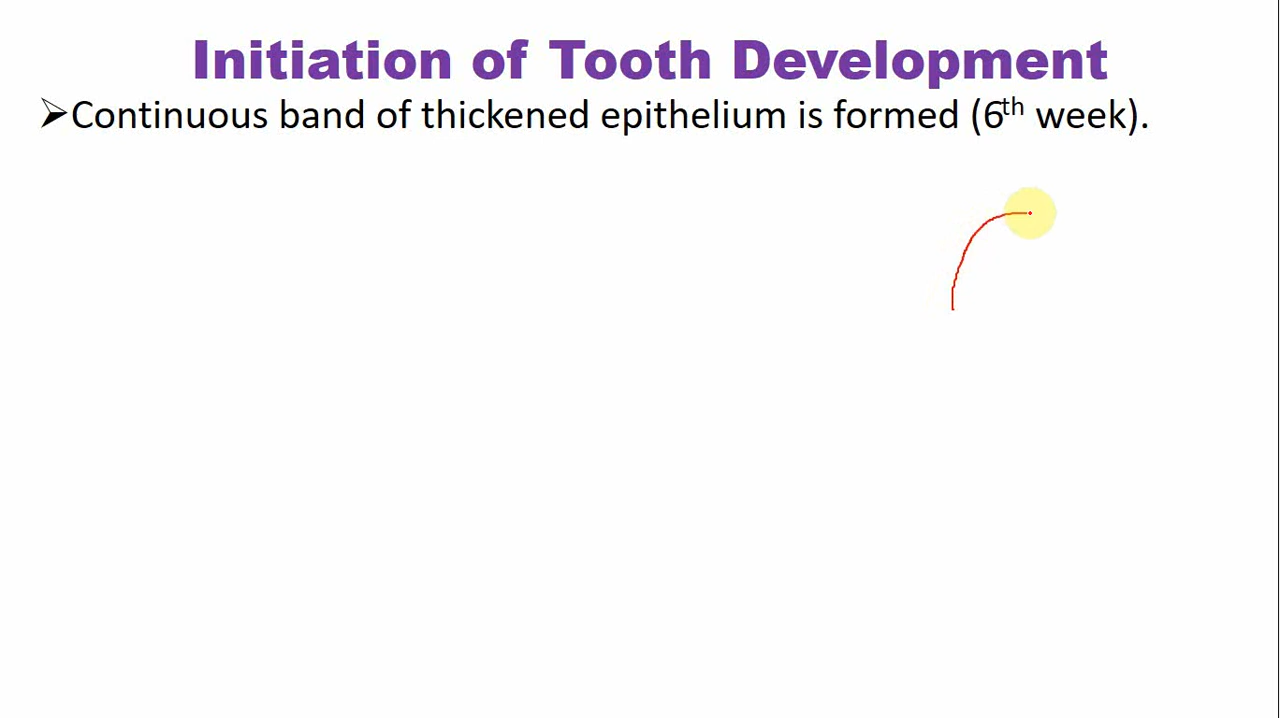 Initiation of Tooth Development
➢Continuous band of thickened epithelium is formed (6th week).